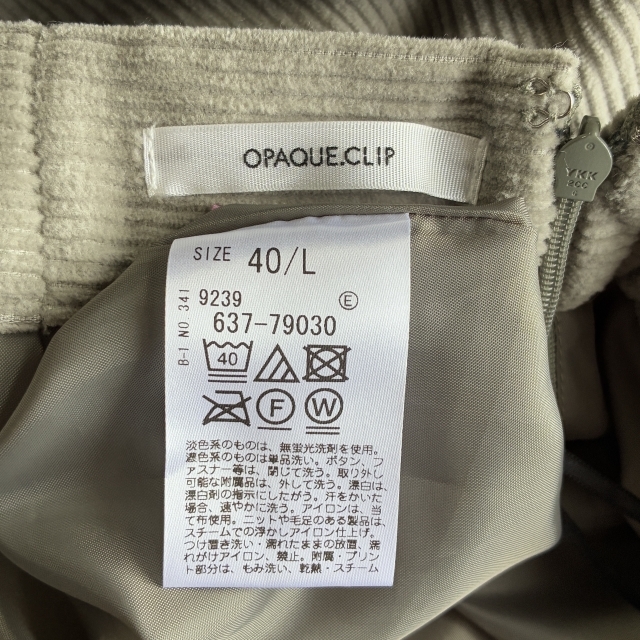 OPAQUE.CLIP
YKK
SIZE 40/L
B-I NO 341
9239 E
637-79030
40
F W
淡色系のものは、無蛍光洗剤を使用。
濃色系のものは単品洗い。ボタン、フ
ァスナー等は、閉じて洗う。取り外し
可能な附属品は、外して洗う。漂白は、
漂白剤の指示にしたがう。汗をかいた
場合、速やかに洗う。アイロンは、当
て布使用。ニットや毛足のある製品は、
スチームでの浮かしアイロン仕上げ。
つけ置き洗い・濡れたままの放置、濡
れがけアイロン、禁止。附属・プリン
ト部分は、もみ洗い、乾熱・スチーム